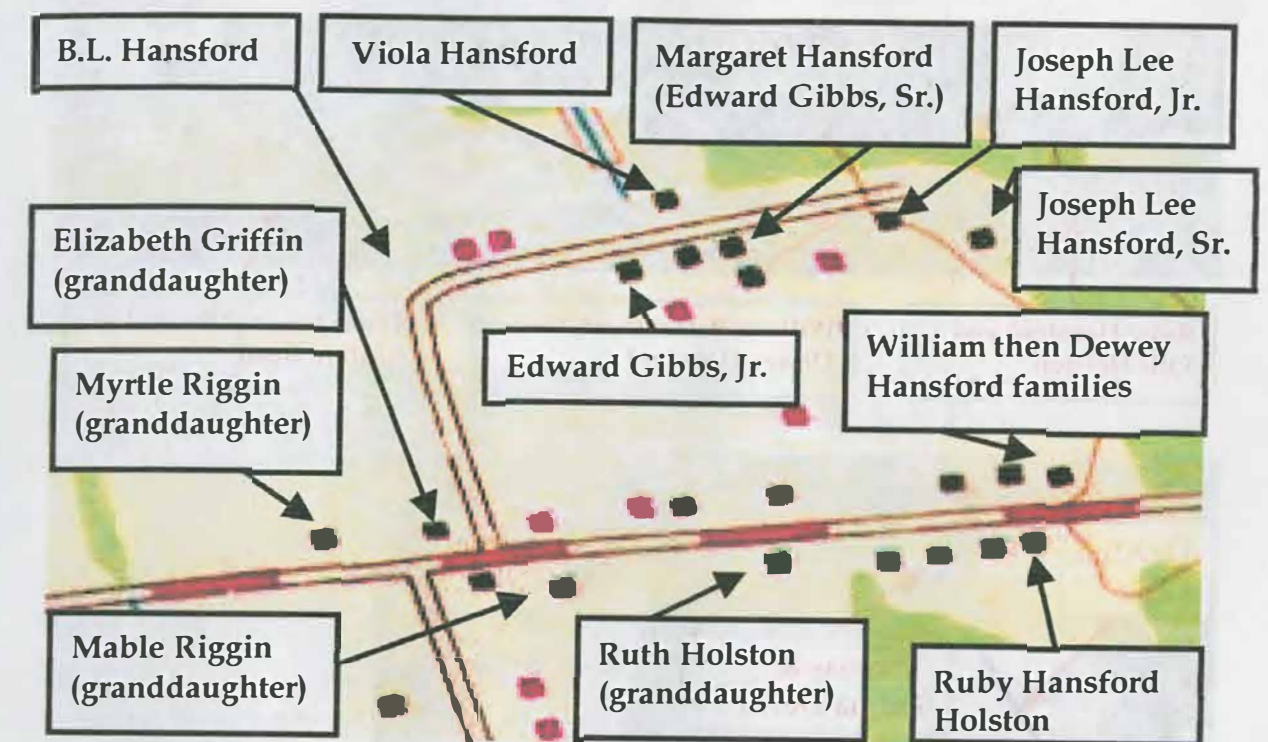 B.L. Hansford
Viola Hansford
Margaret Hansford
(Edward Gibbs, Sr.)
Joseph Lee
Hansford, Jr.
Joseph Lee
Hansford, Sr.
Elizabeth Griffin
(granddaughter)
Edward Gibbs, Jr.
William then Dewey
Hansford families
Myrtle Riggin
(granddaughter)
Mable Riggin
(granddaughter)
Ruth Holston
(granddaughter)
Ruby Hansford
Holston